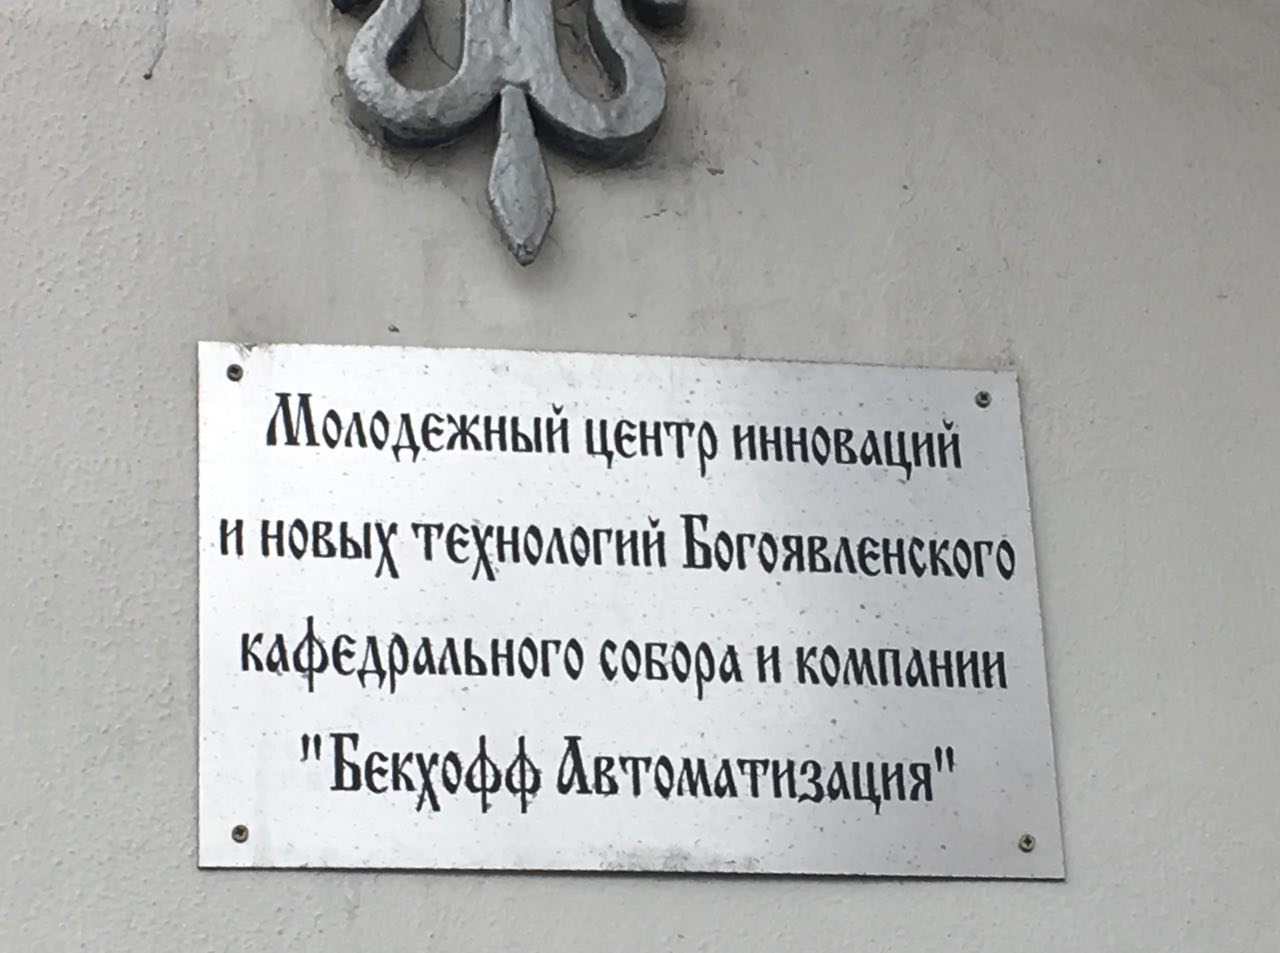 Молодежный центр инноваций
и новых технологий Богоявленского
кафедрального собора и компании
"Бекхофф Автоматизация"